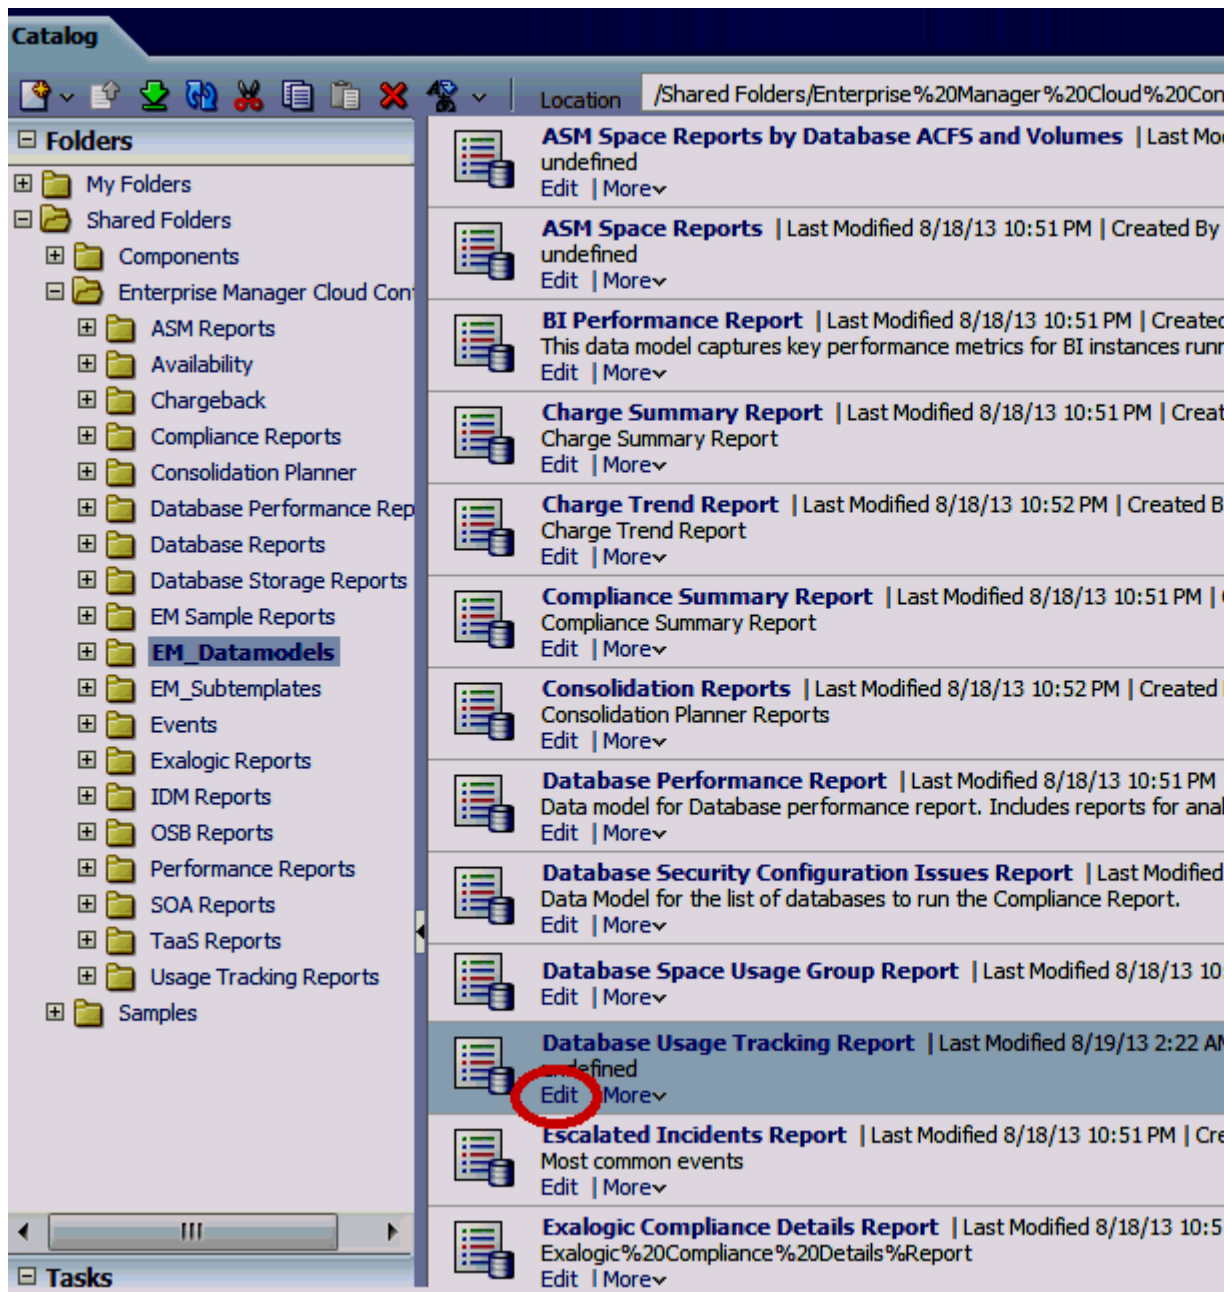 Catalog
Location /Shared Folders/Enterprise%20Manager%20Cloud%20Con
Folders
My Folders
Shared Folders
Components
Enterprise Manager Cloud Con
ASM Reports
Availability
Chargeback
Compliance Reports
Consolidation Planner
Database Performance Rep
Database Reports
Database Storage Reports
EM Sample Reports
EM_Datamodels
EM_Subtemplates
Events
Exalogic Reports
IDM Reports
OSB Reports
Performance Reports
SOA Reports
TaaS Reports
Usage Tracking Reports
Samples
Tasks
ASM Space Reports by Database ACFS and Volumes | Last Mo
undefined
Edit | More
ASM Space Reports | Last Modified 8/18/13 10:51 PM | Created By
undefined
Edit | More
BI Performance Report | Last Modified 8/18/13 10:51 PM | Created
This data model captures key performance metrics for BI instances runn
Edit | More
Charge Summary Report | Last Modified 8/18/13 10:51 PM | Creat
Charge Summary Report
Edit | More
Charge Trend Report | Last Modified 8/18/13 10:52 PM | Created B
Charge Trend Report
Edit | More
Compliance Summary Report | Last Modified 8/18/13 10:51 PM |
Compliance Summary Report
Edit | More
Consolidation Reports | Last Modified 8/18/13 10:52 PM | Created
Consolidation Planner Reports
Edit | More
Database Performance Report | Last Modified 8/18/13 10:51 PM
Data model for Database performance report. Includes reports for anal
Edit | More
Database Security Configuration Issues Report | Last Modified
Data Model for the list of databases to run the Compliance Report.
Edit | More
Database Space Usage Group Report | Last Modified 8/18/13 10:
Edit | More
Database Usage Tracking Report | Last Modified 8/19/13 2:22 AM
undefined
Edit More
Escalated Incidents Report | Last Modified 8/18/13 10:51 PM | Cre
Most common events
Edit | More
Exalogic Compliance Details Report | Last Modified 8/18/13 10:5
Exalogic%20Compliance%20Details%Report
Edit | More